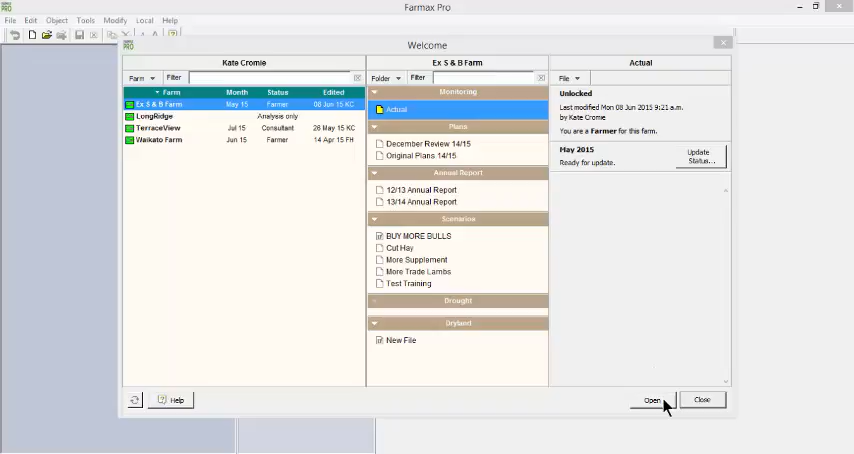 Farmax Pro
File Edit Object Tools Modify Local Help
PRO
Welcome
Kate Cromie
Ex S & B Farm
Actual
Farm Filter
Folder Filter
File
Farm Month Status Edited
Ex S & B Farm May 15 Farmer 08 Jun 15 KC
LongRidge Analysis only
TerraceView Jul 15 Consultant 26 May 15 KC
Waikato Farm Jun 15 Farmer 14 Apr 15 FH
Monitoring
Actual
Plans
December Review 14/15
Original Plans 14/15
Annual Report
12/13 Annual Report
13/14 Annual Report
Scenarios
BUY MORE BULLS
Cut Hay
More Supplement
More Trade Lambs
Test Training
Drought
Dryland
New File
Unlocked
Last modified Mon 08 Jun 2015 9:21 a.m.
by Kate Cromie
You are a Farmer for this farm.
May 2015
Ready for update.
Update
Status...
Help
Open
Close